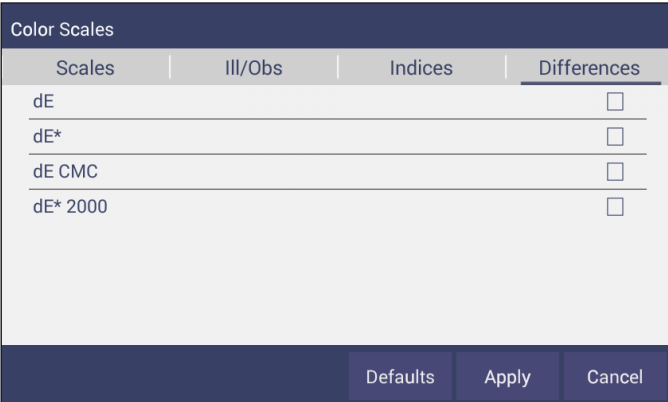 Color Scales
Scales Ill/Obs Indices Differences
dE
dE*
dE CMC
dE* 2000
Defaults Apply Cancel